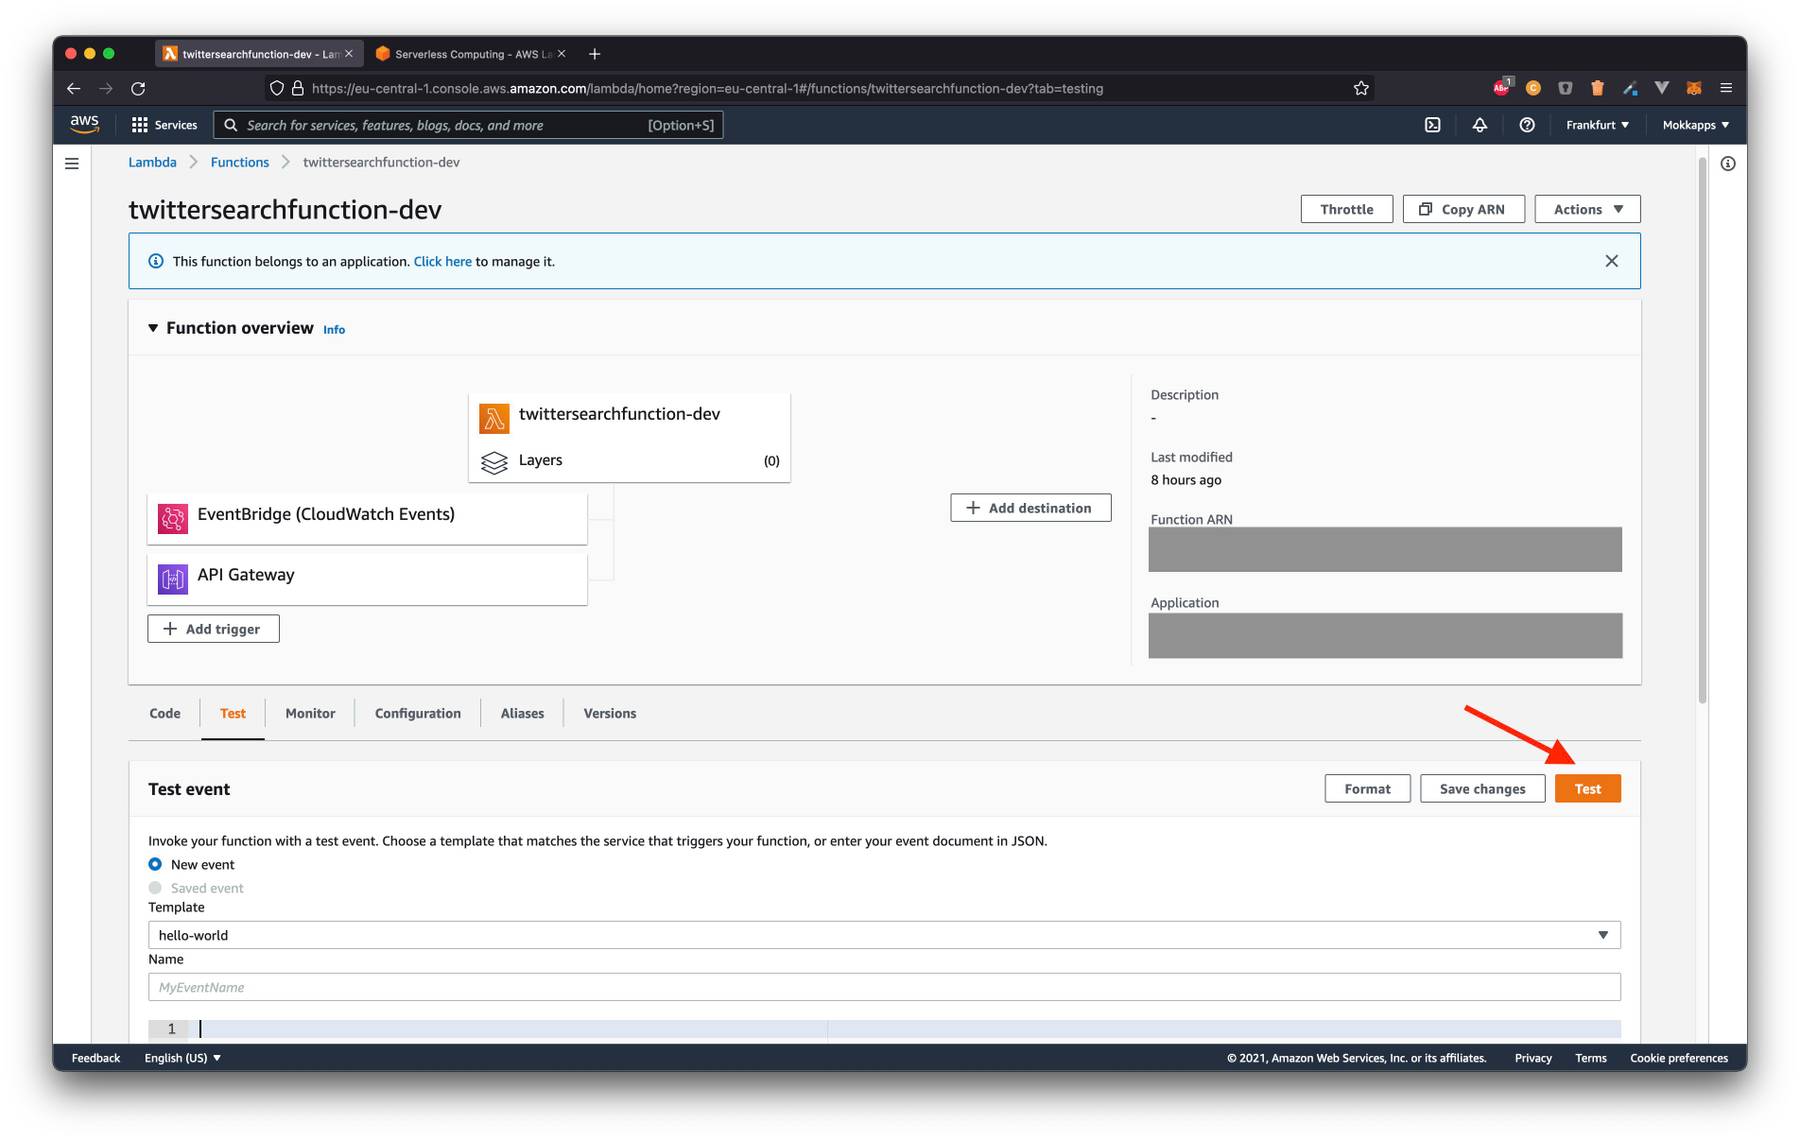 twittersearchfunction-dev - Lam
Serverless Computing - AWS La
https://eu-central-1.console.aws.amazon.com/lambda/home?region=eu-central-1#/functions/twittersearchfunction-dev?tab=testing
ABP 1
C
aws
Services
Search for services, features, blogs, docs, and more [Option+S]
Frankfurt
Mokkapps
Lambda > Functions > twittersearchfunction-dev
twittersearchfunction-dev
Throttle
Copy ARN
Actions
This function belongs to an application. Click here to manage it.
Function overview Info
twittersearchfunction-dev
Layers (0)
EventBridge (CloudWatch Events)
API Gateway
+ Add trigger
+ Add destination
Description
-
Last modified
8 hours ago
Function ARN
Application
Code
Test
Monitor
Configuration
Aliases
Versions
Test event
Format
Save changes
Test
Invoke your function with a test event. Choose a template that matches the service that triggers your function, or enter your event document in JSON.
New event
Saved event
Template
hello-world
Name
MyEventName
1
Feedback
English (US)
© 2021, Amazon Web Services, Inc. or its affiliates.
Privacy
Terms
Cookie preferences